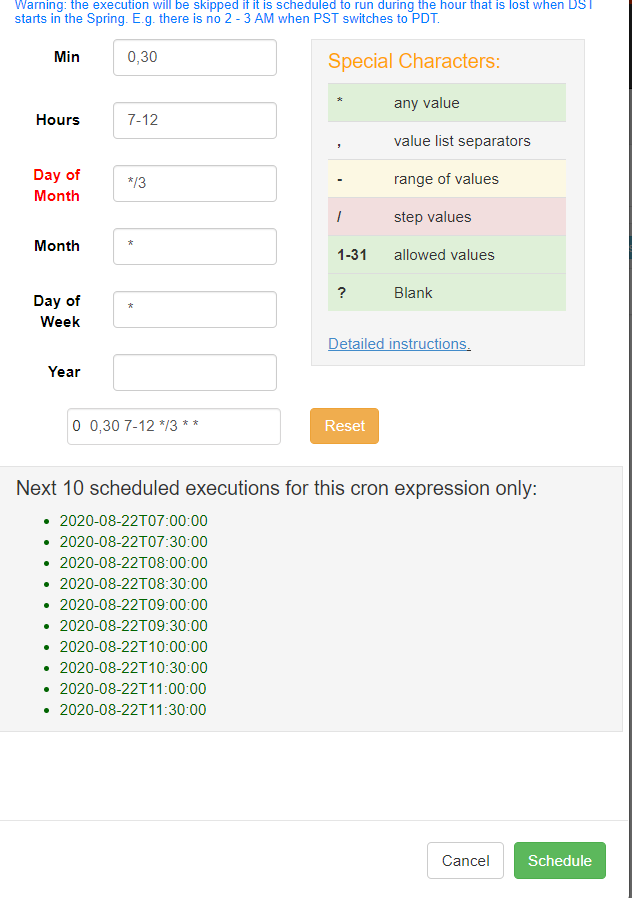 Warning: the execution will be skipped if it is scheduled to run during the hour that is lost when DST
starts in the Spring. E.g. there is no 2 - 3 AM when PST switches to PDT.
Min
0,30
Hours
7-12
Day of
Month
*/3
Month
*
Day of
Week
*
Year
0 0,30 7-12 */3 * *
Reset
Special Characters:
* any value
, value list separators
- range of values
/ step values
1-31 allowed values
? Blank
Detailed instructions.
Next 10 scheduled executions for this cron expression only:
• 2020-08-22T07:00:00
• 2020-08-22T07:30:00
• 2020-08-22T08:00:00
• 2020-08-22T08:30:00
• 2020-08-22T09:00:00
• 2020-08-22T09:30:00
• 2020-08-22T10:00:00
• 2020-08-22T10:30:00
• 2020-08-22T11:00:00
• 2020-08-22T11:30:00
Cancel
Schedule